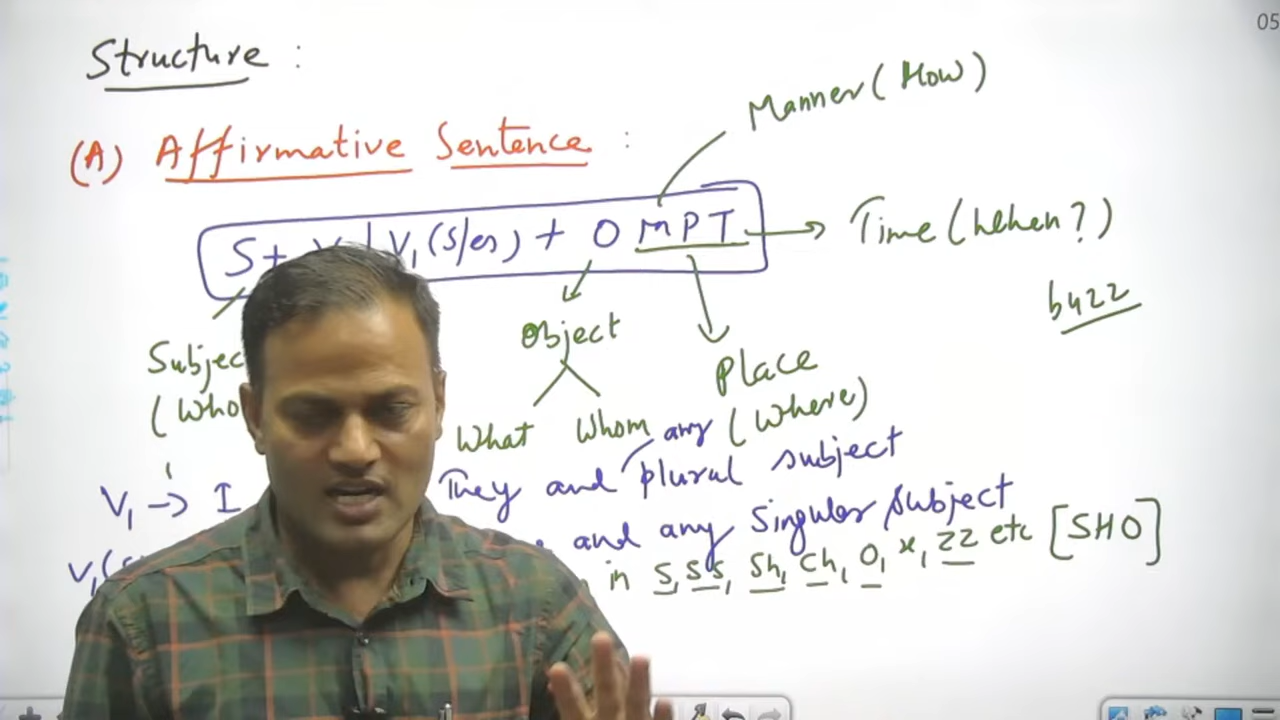 05
Structure :
(A) Affirmative Sentence :
Manner (How)
S + V1 (s/es) + O M P T
Time (When?)
buzz
Object
Subjec
(Who
Place
(Where)
What Whom
V1 → I They and any plural subject
V1 and any Singular subject
in S, SS, Sh, Ch, O, x, ZZ etc [SHO]